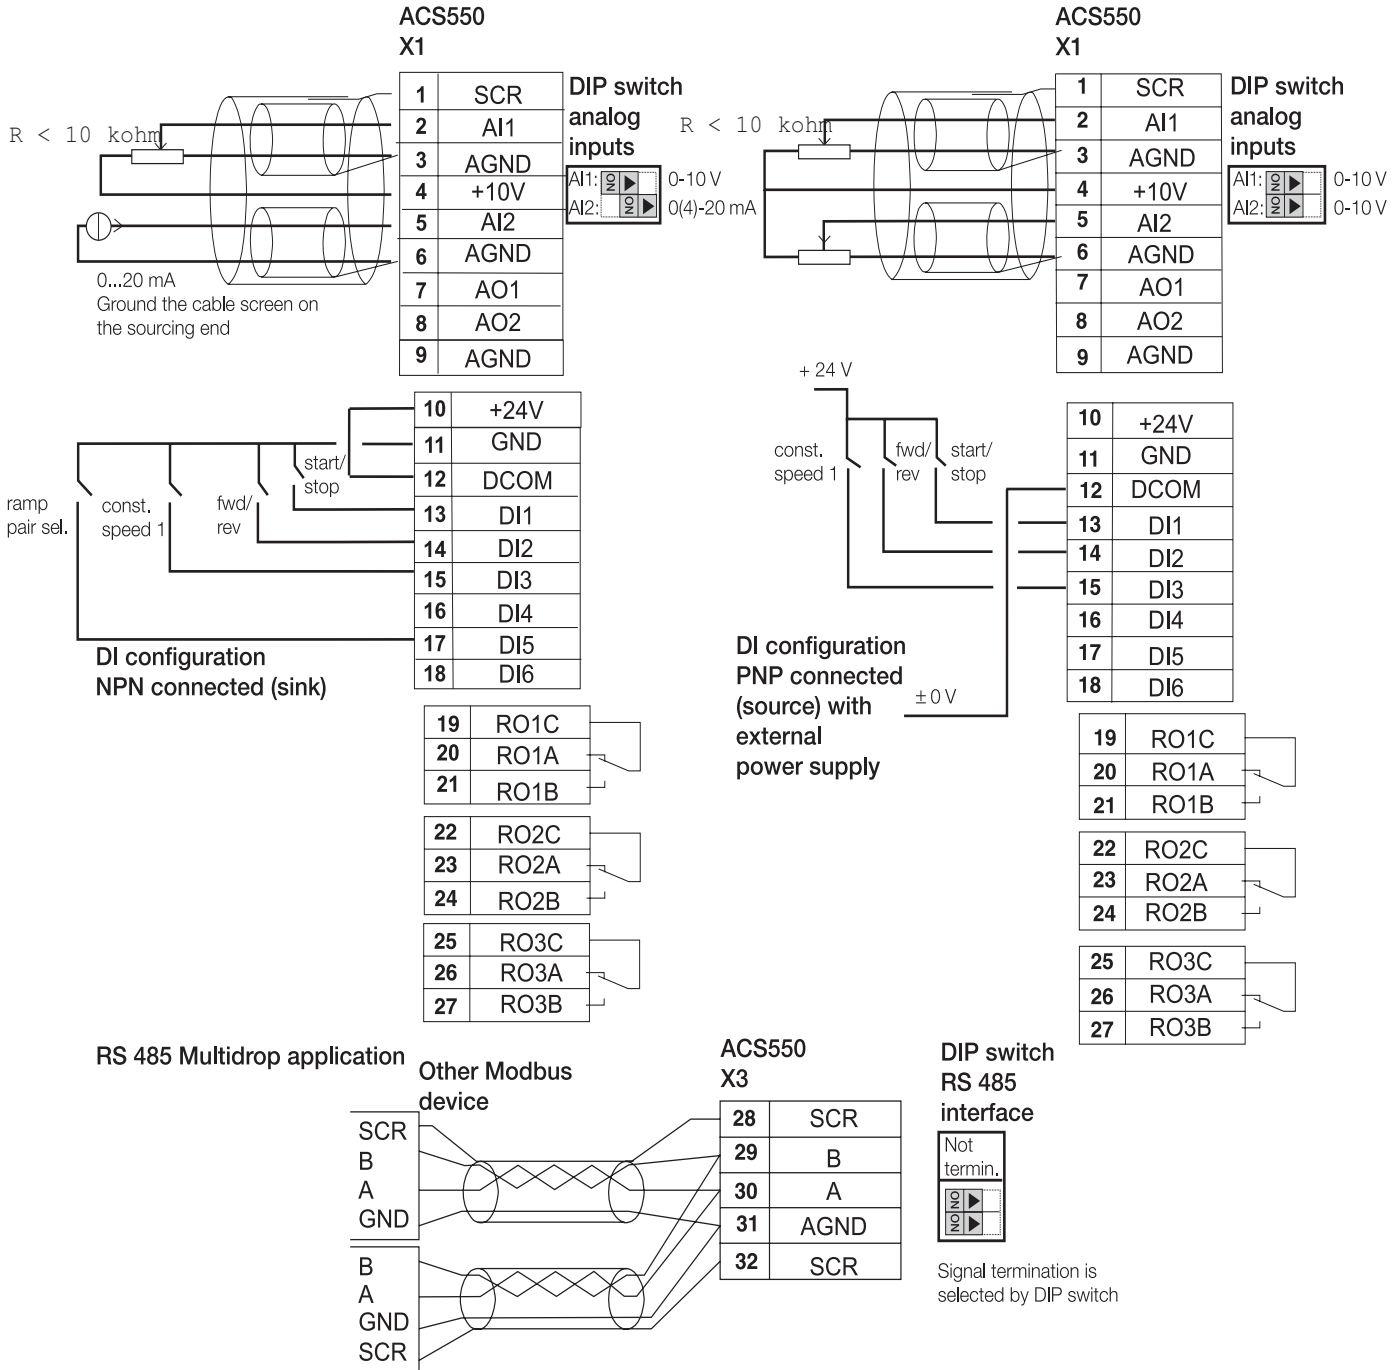 ACS550
X1
1 SCR
2 AI1
3 AGND
4 +10V
5 AI2
6 AGND
7 AO1
8 AO2
9 AGND
R < 10 kohm
DIP switch
analog
inputs
AI1: ON 0-10 V
AI2: ON 0(4)-20 mA
0...20 mA
Ground the cable screen on
the sourcing end
10 +24V
11 GND
12 DCOM
13 DI1
14 DI2
15 DI3
16 DI4
17 DI5
18 DI6
ramp
pair sel.
const.
speed 1
fwd/
rev
start/
stop
DI configuration
NPN connected (sink)
19 RO1C
20 RO1A
21 RO1B
22 RO2C
23 RO2A
24 RO2B
25 RO3C
26 RO3A
27 RO3B
ACS550
X1
1 SCR
2 AI1
3 AGND
4 +10V
5 AI2
6 AGND
7 AO1
8 AO2
9 AGND
R < 10 kohm
DIP switch
analog
inputs
AI1: ON 0-10 V
AI2: ON 0-10 V
+ 24 V
const.
speed 1
fwd/
rev
start/
stop
10 +24V
11 GND
12 DCOM
13 DI1
14 DI2
15 DI3
16 DI4
17 DI5
18 DI6
DI configuration
PNP connected
(source) with
external
power supply
± 0 V
19 RO1C
20 RO1A
21 RO1B
22 RO2C
23 RO2A
24 RO2B
25 RO3C
26 RO3A
27 RO3B
RS 485 Multidrop application
Other Modbus
device
SCR
B
A
GND
B
A
GND
SCR
ACS550
X3
28 SCR
29 B
30 A
31 AGND
32 SCR
DIP switch
RS 485
interface
Not
termin.
ON
ON
Signal termination is
selected by DIP switch